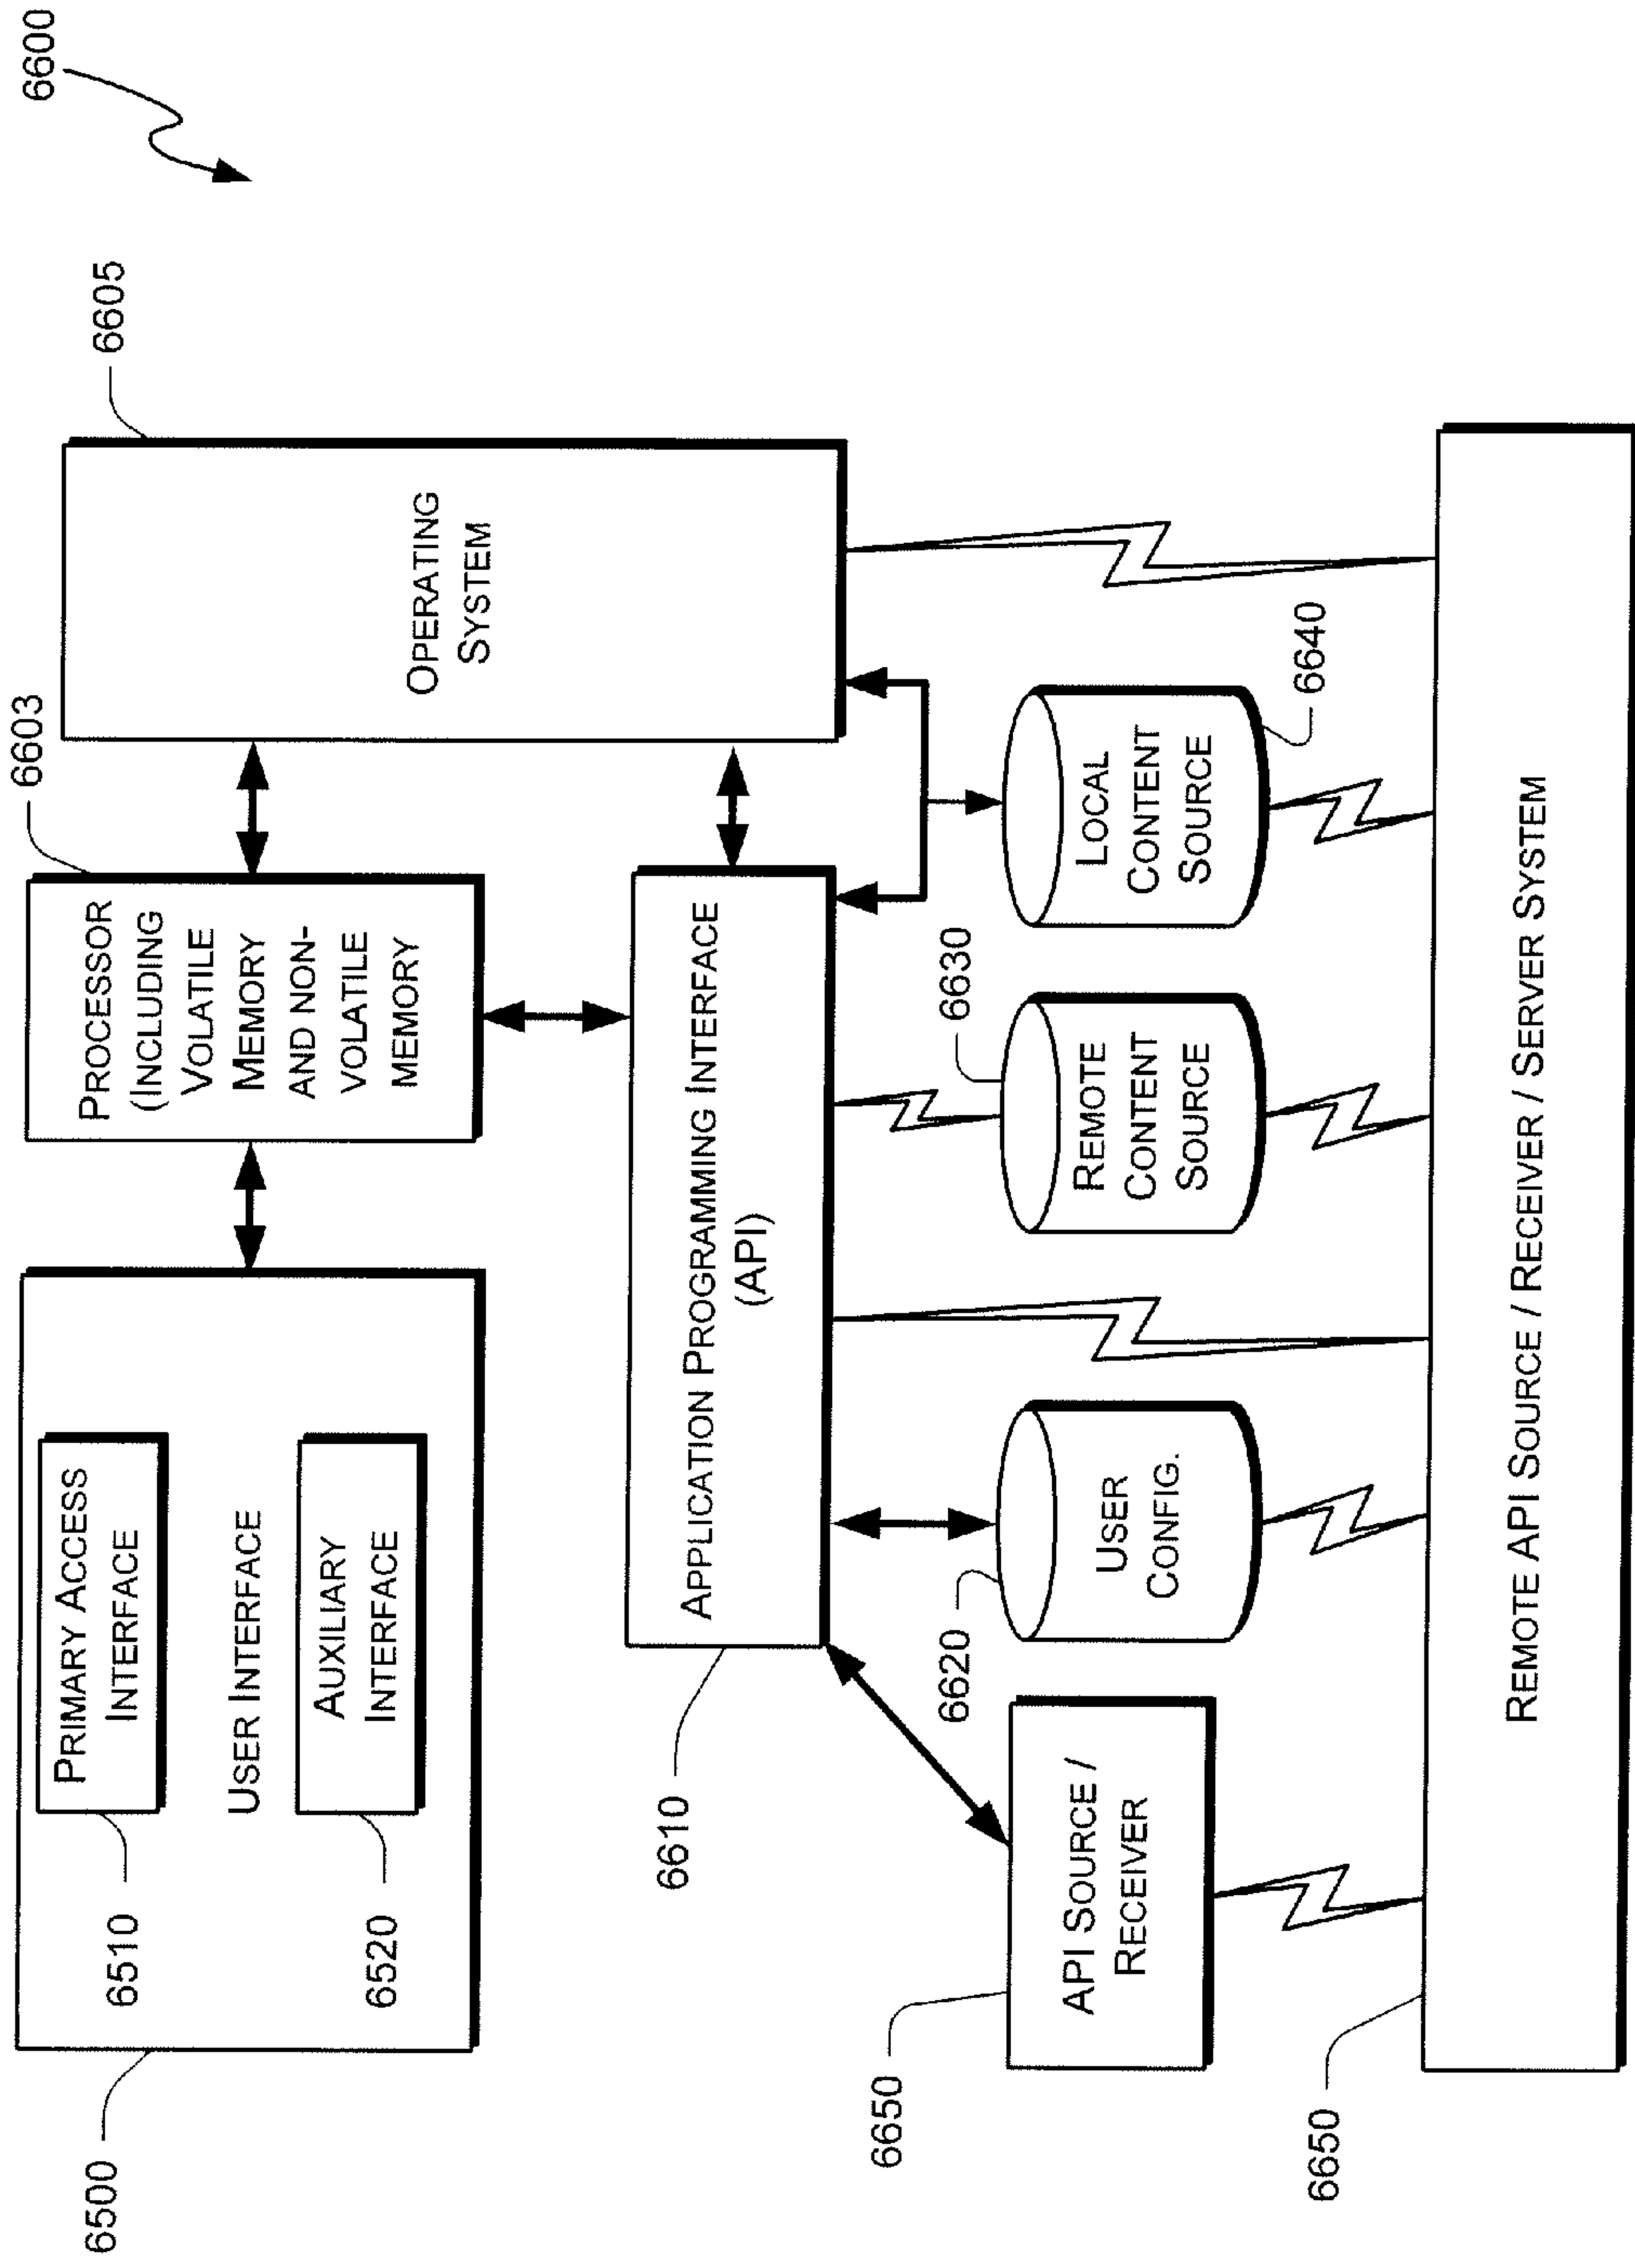 6600
6500
6510
PRIMARY ACCESS
INTERFACE
USER INTERFACE
6520
AUXILIARY
INTERFACE
6603
PROCESSOR
(INCLUDING
VOLATILE
MEMORY
AND NON-
VOLATILE
MEMORY
6605
OPERATING
SYSTEM
6610
APPLICATION PROGRAMMING INTERFACE
(API)
6650
API SOURCE /
RECEIVER
6620
USER
CONFIG.
6630
REMOTE
CONTENT
SOURCE
6640
LOCAL
CONTENT
SOURCE
6650
REMOTE API SOURCE / RECEIVER / SERVER SYSTEM